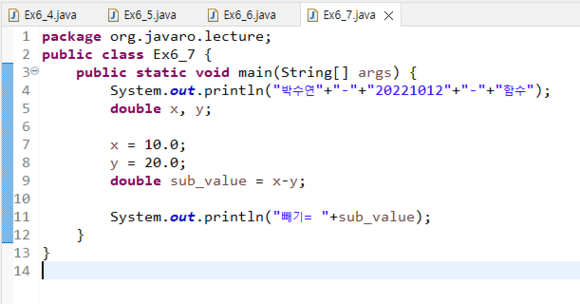 Ex6_4.java Ex6_5.java Ex6_6.java Ex6_7.java
1 package org.javaro.lecture;
2 public class Ex6_7 {
3 public static void main(String[] args) {
4 System.out.println("박수연"+"-"+"20221012"+"-"+"함수");
5 double x, y;
6
7 x = 10.0;
8 y = 20.0;
9 double sub_value = x-y;
10
11 System.out.println("빼기= "+sub_value);
12 }
13 }
14